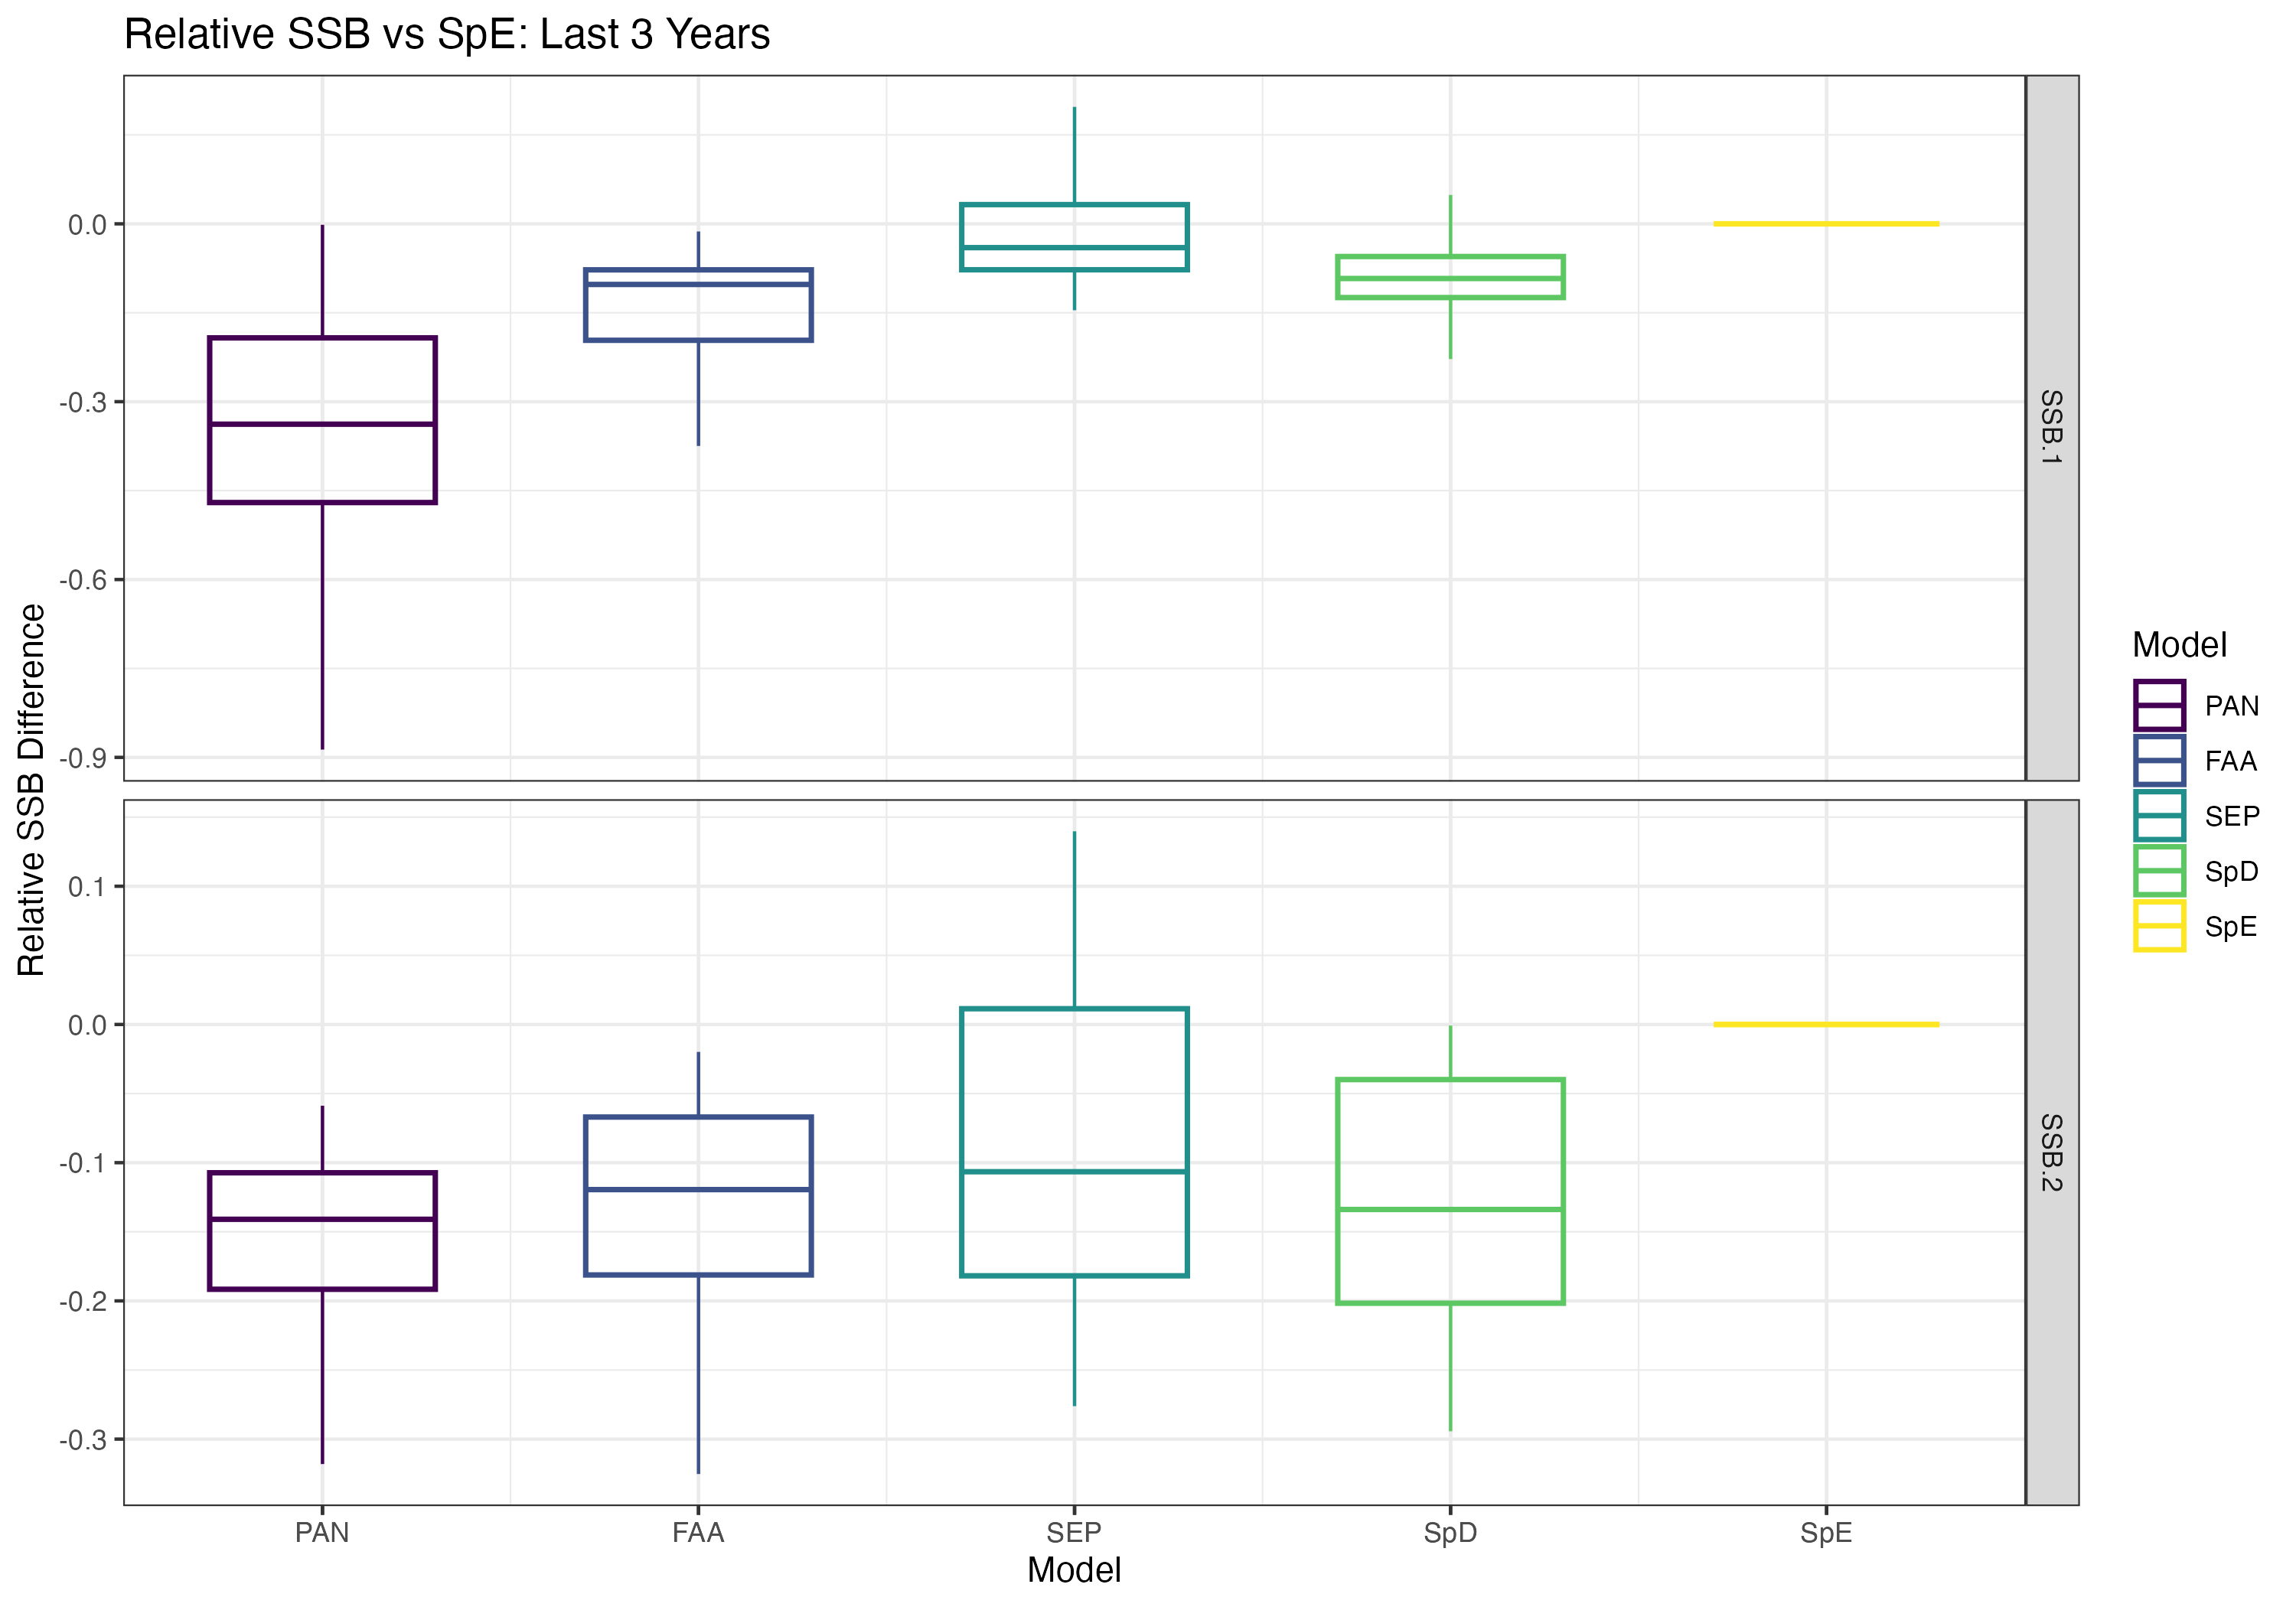 Relative SSB vs SpE: Last 3 Years
Relative SSB Difference
0.0
-0.3
-0.6
-0.9
SSB.1
0.1
0.0
-0.1
-0.2
-0.3
SSB.2
PAN
FAA
SEP
SpD
SpE
Model
Model
PAN
FAA
SEP
SpD
SpE